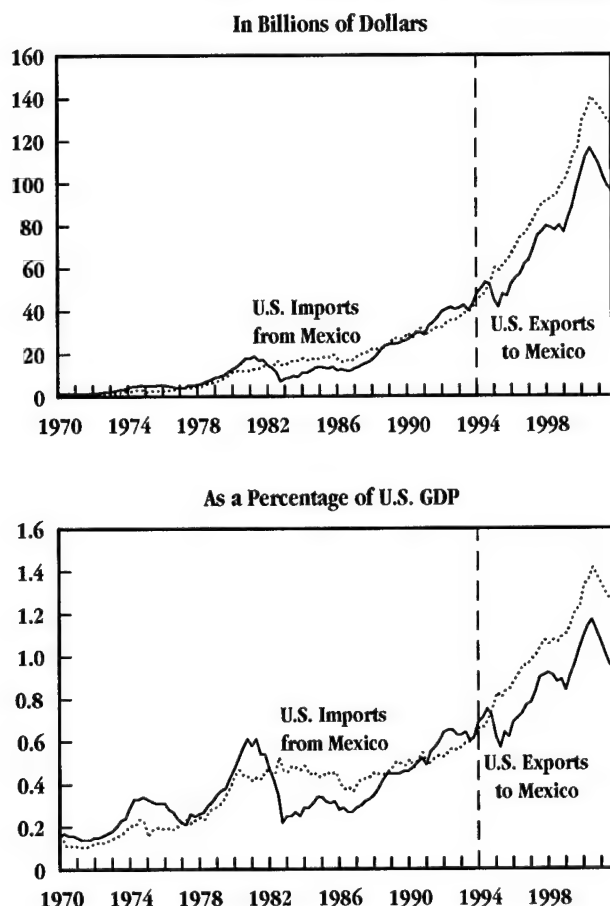 In Billions of Dollars
160
140
120
100
80
60
40
20
0
U.S. Imports
from Mexico
U.S. Exports
to Mexico
1970 1974 1978 1982 1986 1990 1994 1998
As a Percentage of U.S. GDP
1.6
1.4
1.2
1.0
0.8
0.6
0.4
0.2
0
U.S. Imports
from Mexico
U.S. Exports
to Mexico
1970 1974 1978 1982 1986 1990 1994 1998